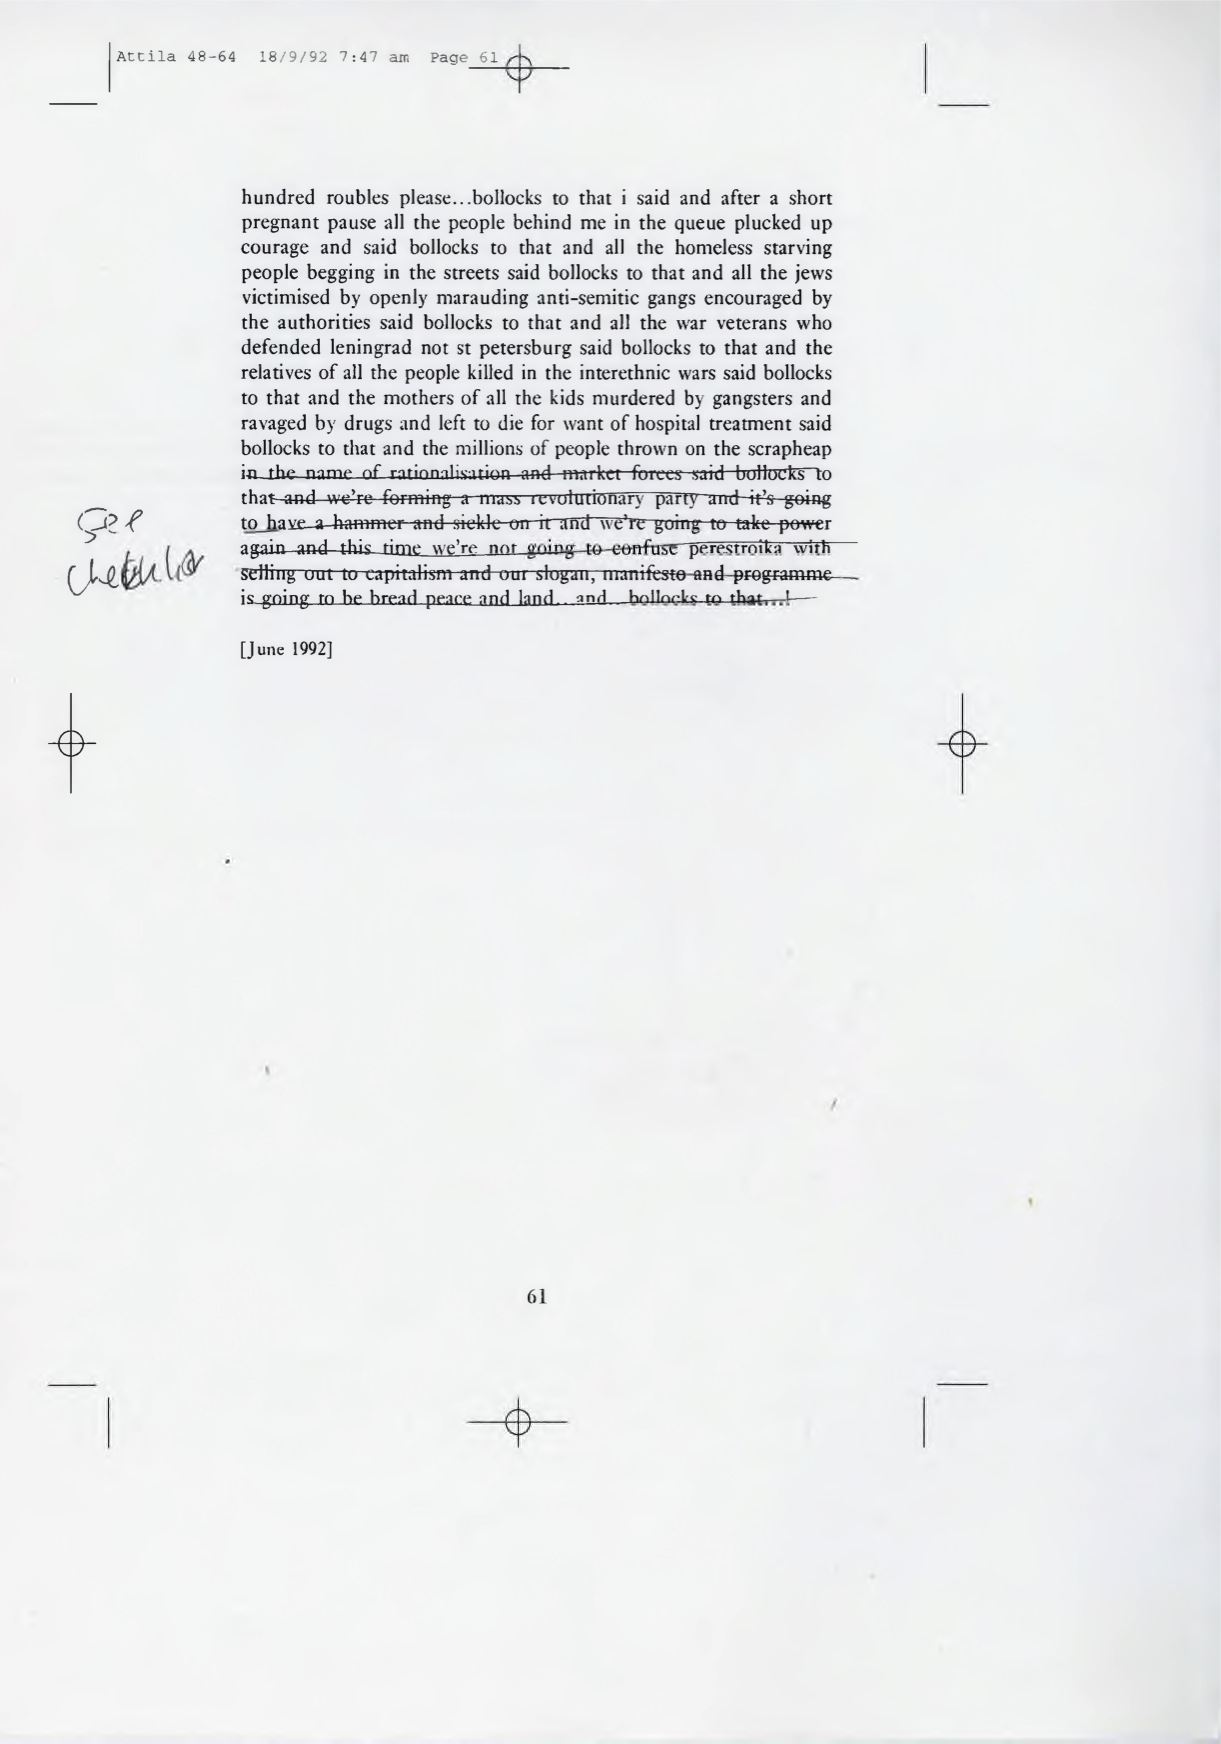 Attila 48-64 18/9/92 7:47 am Page 61
hundred roubles please...bollocks to that i said and after a short
pregnant pause all the people behind me in the queue plucked up
courage and said bollocks to that and all the homeless starving
people begging in the streets said bollocks to that and all the jews
victimised by openly marauding anti-semitic gangs encouraged by
the authorities said bollocks to that and all the war veterans who
defended leningrad not st petersburg said bollocks to that and the
relatives of all the people killed in the interethnic wars said bollocks
to that and the mothers of all the kids murdered by gangsters and
ravaged by drugs and left to die for want of hospital treatment said
bollocks to that and the millions of people thrown on the scrapheap
in the name of rationalisation and market forces said bollocks to
that and we're forming a mass revolutionary party and it's going
to have a hammer and sickle on it and we're going to take power
again and this time we're not going to confuse perestroika with
selling out to capitalism and our slogan, manifesto and programme
is going to be bread peace and land...and...bollocks to that...!
See
[June 1992]
61